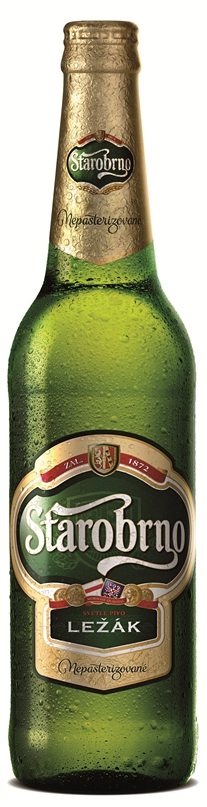 Starobrno
Nepasterizované
ZAL. 1872
Starobrno
SVĚTLÉ PIVO
LEŽÁK
Nepasterizované